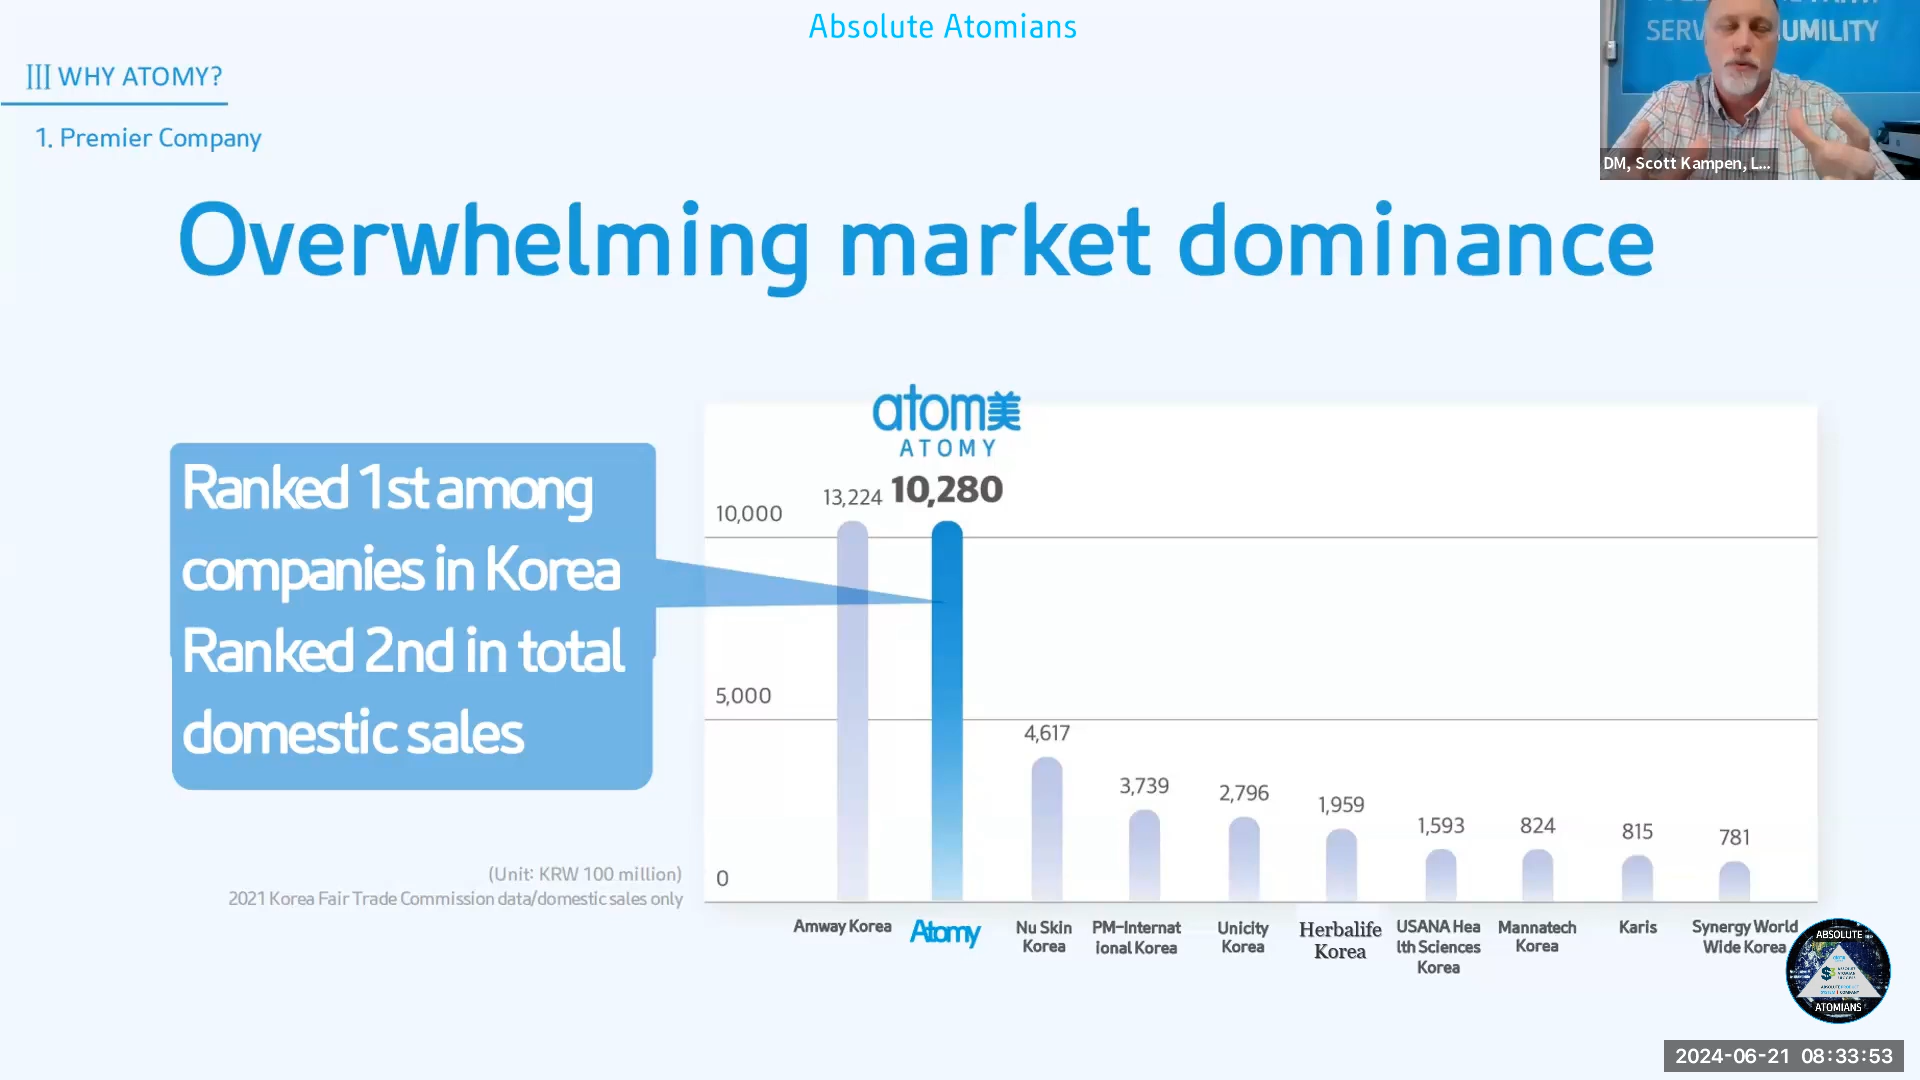 Absolute Atomians
III WHY ATOMY?
1. Premier Company
SERV UMILITY
DM, Scott Kampen, L...
Overwhelming market dominance
atom美
ATOMY
Ranked 1st among
companies in Korea
Ranked 2nd in total
domestic sales
(Unit: KRW 100 million)
2021 Korea Fair Trade Commission data/domestic sales only
10,000
5,000
0
13,224
10,280
4,617
3,739
2,796
1,959
1,593
824
815
781
Amway Korea
Atomy
Nu Skin
Korea
PM-Internat
ional Korea
Unicity
Korea
Herbalife
Korea
USANA Hea
lth Sciences
Korea
Mannatech
Korea
Karis
Synergy World
Wide Korea
ABSOLUTE
ATOMIANS
2024-06-21 08:33:53